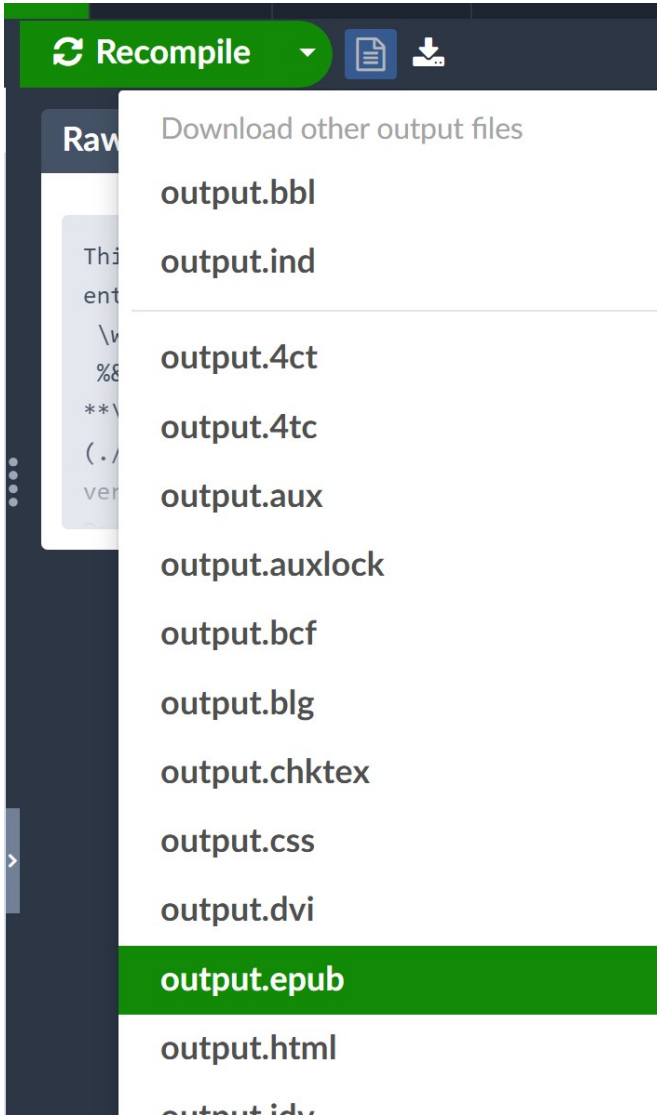 Recompile
Raw
Download other output files
output.bbl
output.ind
output.4ct
output.4tc
output.aux
output.auxlock
output.bcf
output.blg
output.chktex
output.css
output.dvi
output.epub
output.html